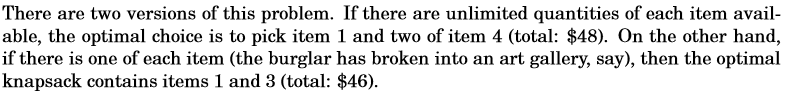 There are two versions of this problem. If there are unlimited quantities of each item avail-
able, the optimal choice is to pick item 1 and two of item 4 (total: $48). On the other hand,
if there is one of each item (the burglar has broken into an art gallery, say), then the optimal
knapsack contains items 1 and 3 (total: $46).